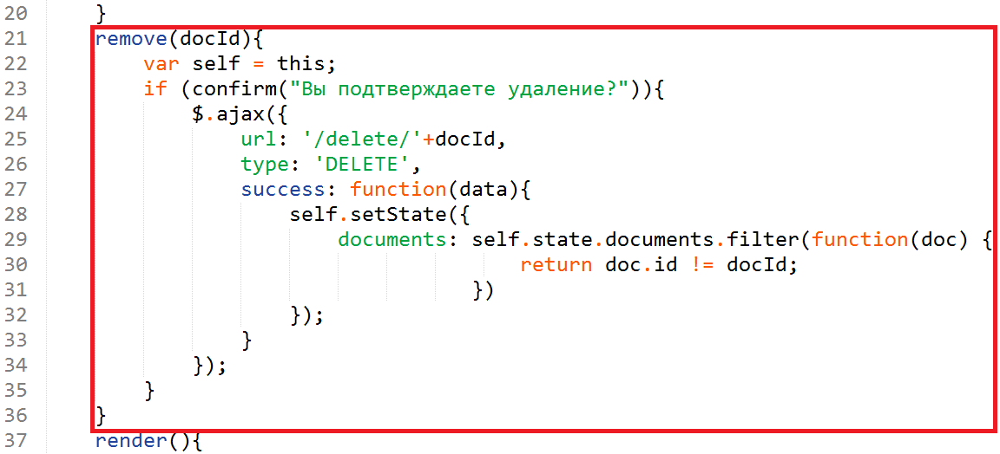 20 }
21 remove(docId){
22 var self = this;
23 if (confirm("Вы подтверждаете удаление?")){
24 $.ajax({
25 url: '/delete/'+docId,
26 type: 'DELETE',
27 success: function(data){
28 self.setState({
29 documents: self.state.documents.filter(function(doc) {
30 return doc.id != docId;
31 })
32 });
33 }
34 });
35 }
36 }
37 render(){